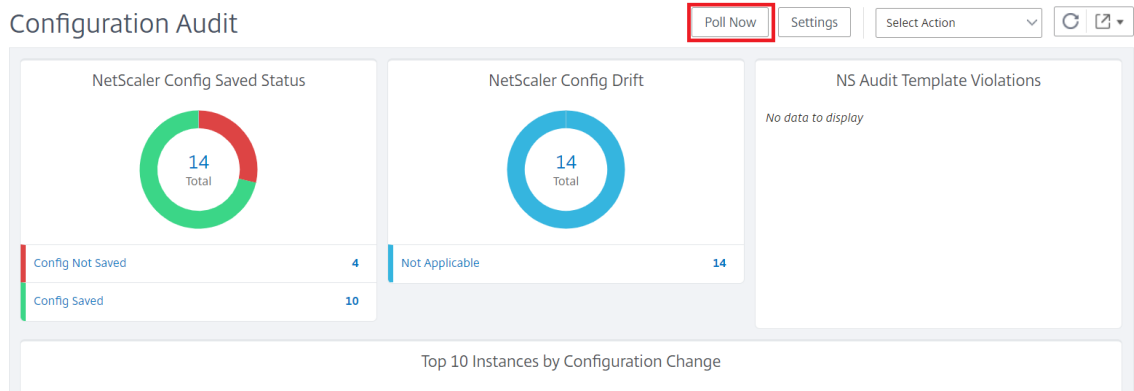 Configuration Audit
Poll Now
Settings
Select Action
NetScaler Config Saved Status
14
Total
Config Not Saved 4
Config Saved 10
NetScaler Config Drift
14
Total
Not Applicable 14
NS Audit Template Violations
No data to display
Top 10 Instances by Configuration Change